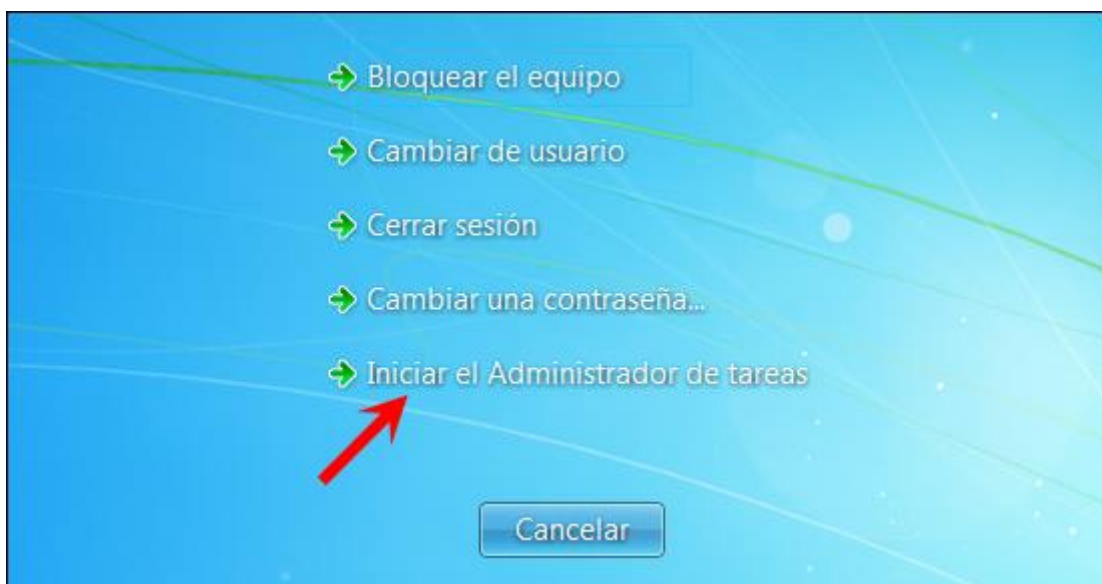 Bloquear el equipo
Cambiar de usuario
Cerrar sesión
Cambiar una contraseña...
Iniciar el Administrador de tareas
Cancelar